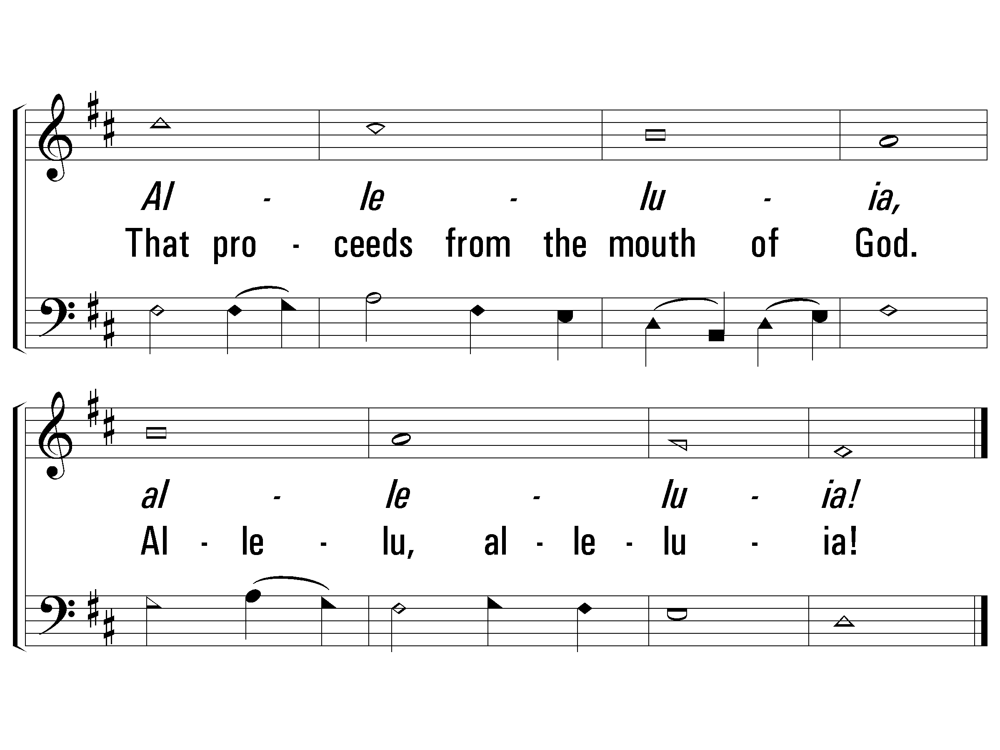 Al - le - lu - ia,
That pro - ceeds from the mouth of God.
al - le - lu - ia!
Al - le - lu, al - le - lu - ia!